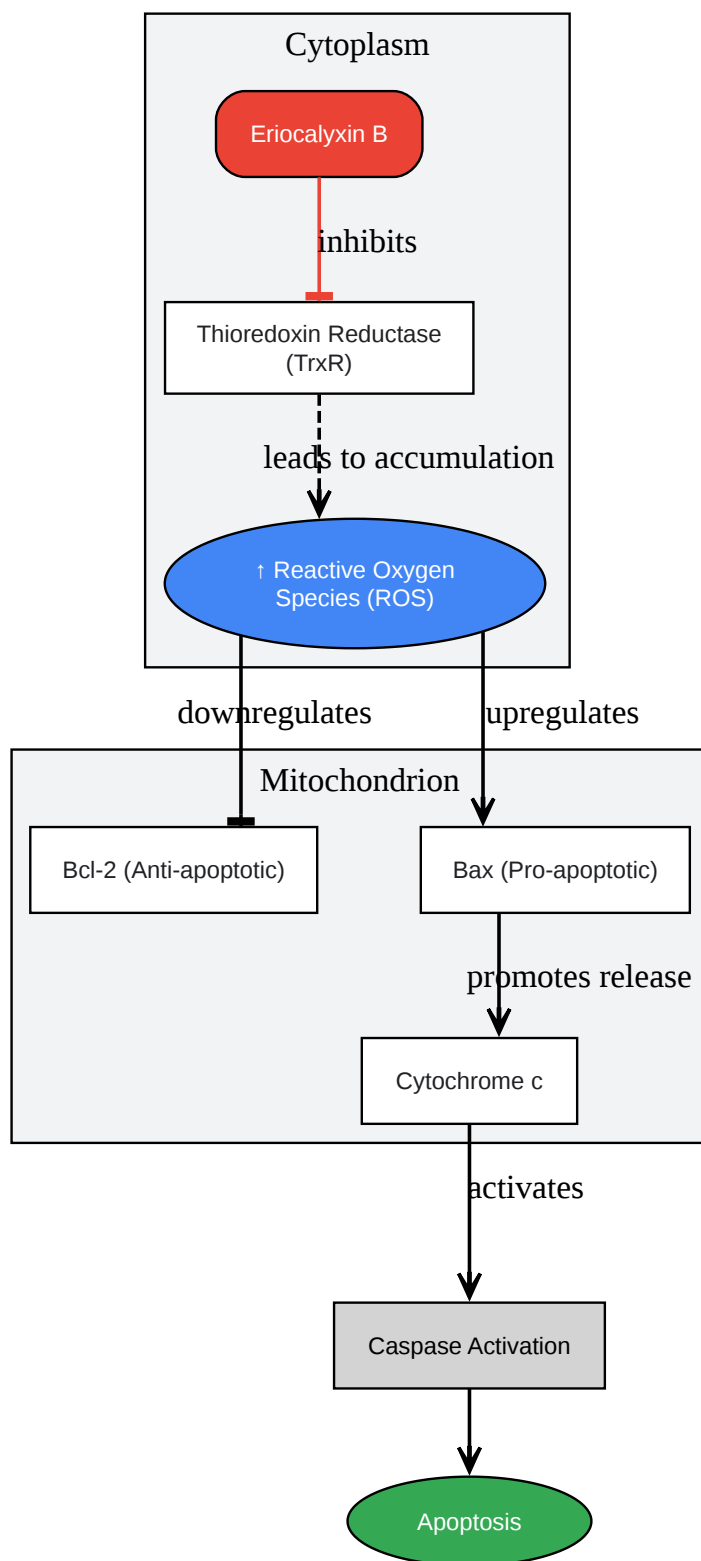 Cytoplasm
Eriocalyxin B
inhibits
Thioredoxin Reductase
(TrxR)
leads to accumulation
↑ Reactive Oxygen
Species (ROS)
downregulates
upregulates
Mitochondrion
Bcl-2 (Anti-apoptotic)
Bax (Pro-apoptotic)
promotes release
Cytochrome c
activates
Caspase Activation
Apoptosis